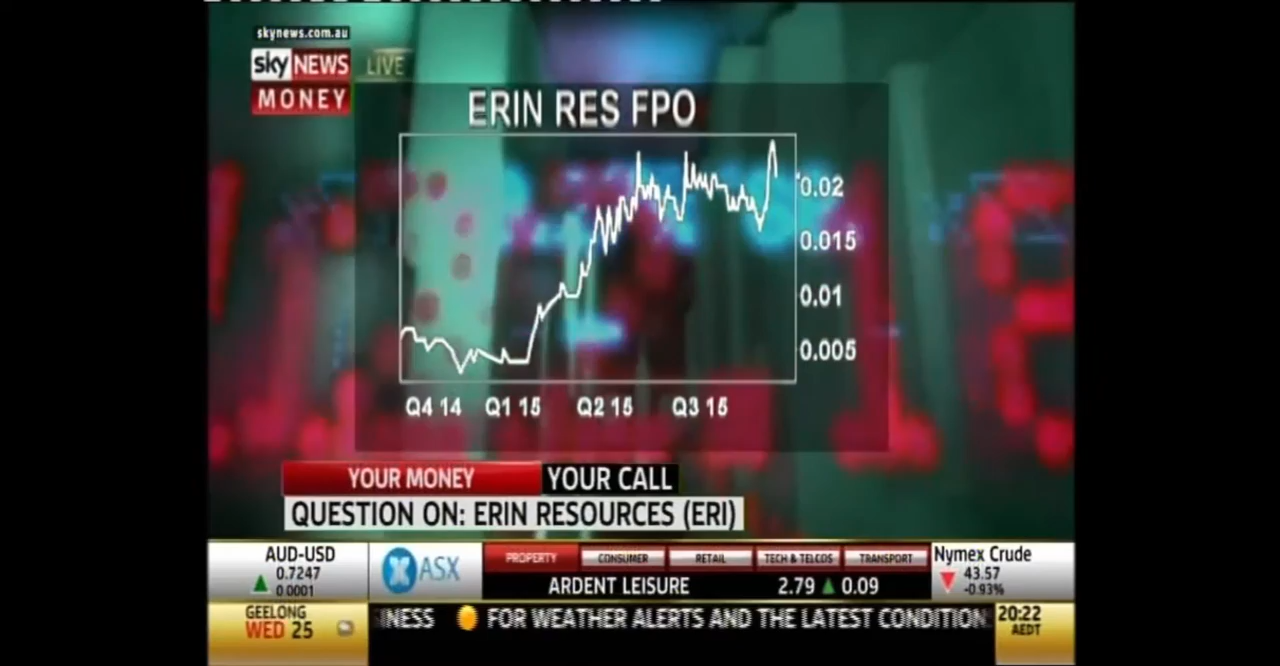 skynews.com.au
sky NEWS LIVE
MONEY
ERIN RES FPO
0.02
0.015
0.01
0.005
Q4 14 Q1 15 Q2 15 Q3 15
YOUR MONEY YOUR CALL
QUESTION ON: ERIN RESOURCES (ERI)
AUD-USD
0.7247
0.0001
ASX
PROPERTY CONSUMER RETAIL TECH & TELCOS TRANSPORT
ARDENT LEISURE 2.79 0.09
Nymex Crude
43.57
-0.93%
GEELONG
WED 25
NESS FOR WEATHER ALERTS AND THE LATEST CONDITION
20:22
AEDT